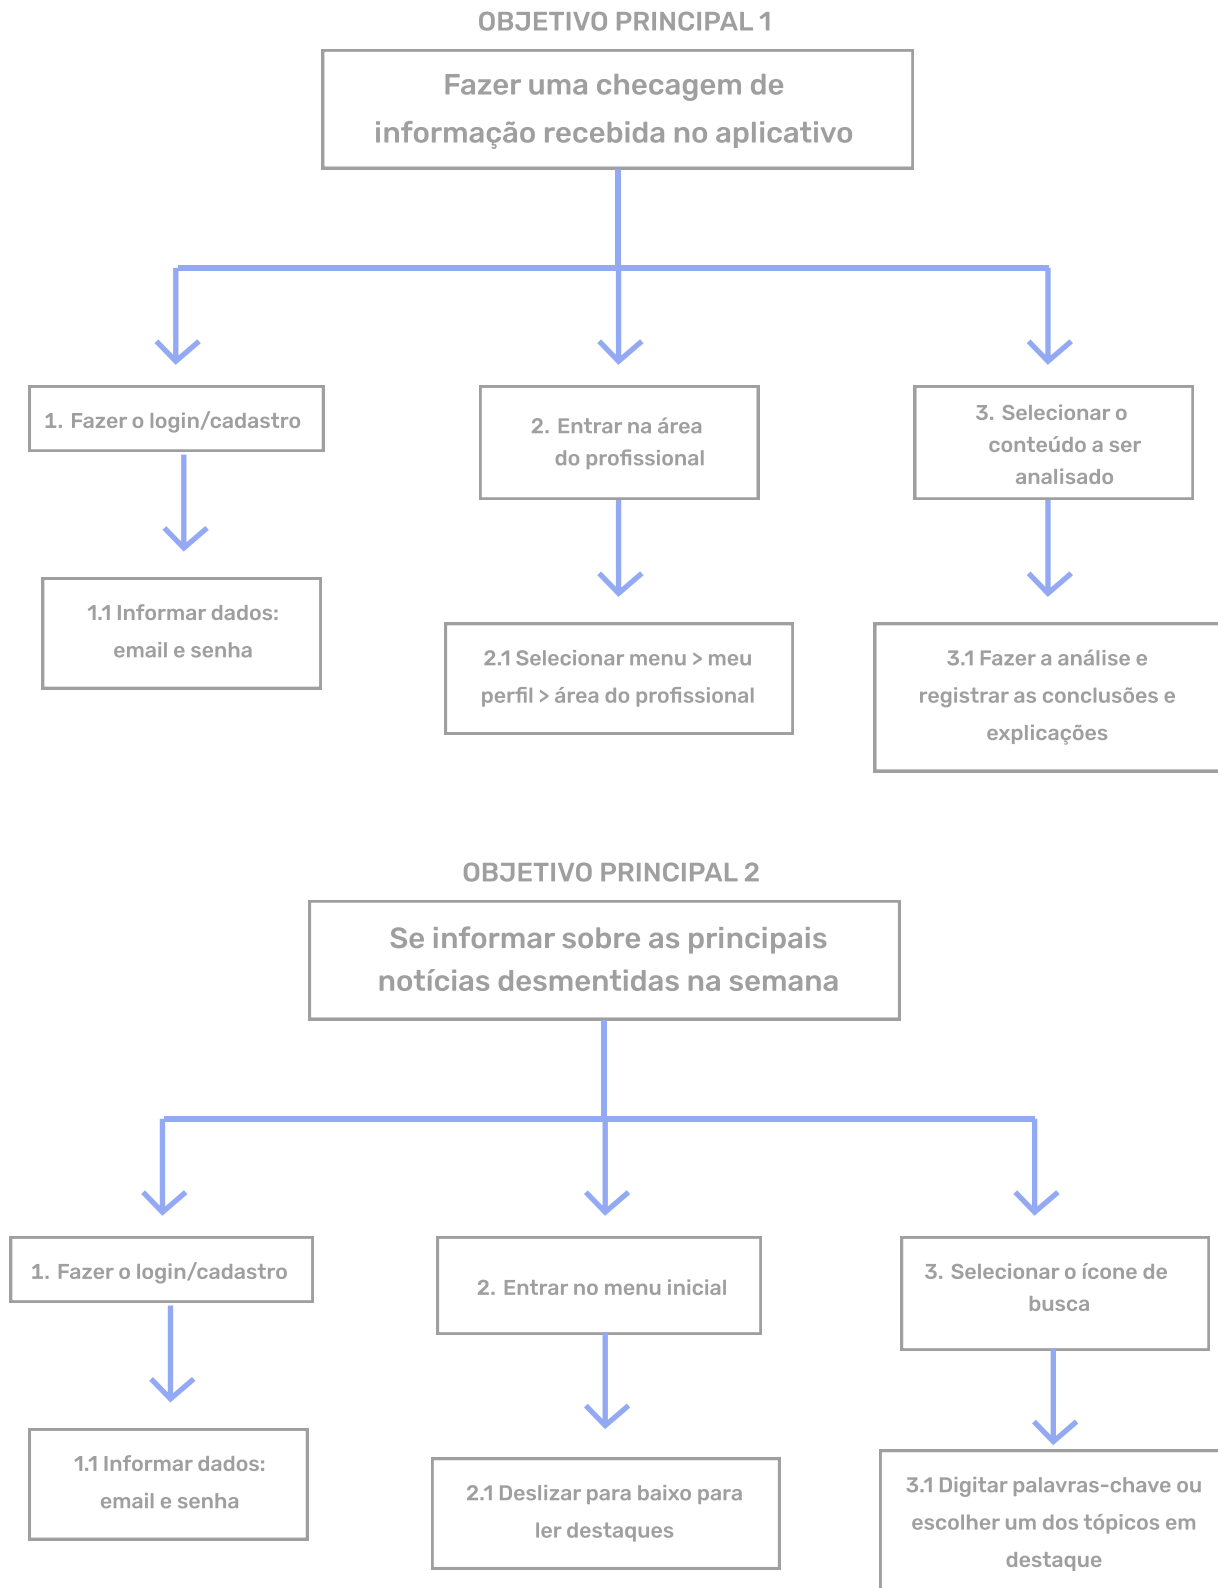 OBJETIVO PRINCIPAL 1
Fazer uma checagem de
informação recebida no aplicativo
1. Fazer o login/cadastro
2. Entrar na área
do profissional
3. Selecionar o
conteúdo a ser
analisado
1.1 Informar dados:
email e senha
2.1 Selecionar menu > meu
perfil > área do profissional
3.1 Fazer a análise e
registrar as conclusões e
explicações
OBJETIVO PRINCIPAL 2
Se informar sobre as principais
notícias desmentidas na semana
1. Fazer o login/cadastro
2. Entrar no menu inicial
3. Selecionar o ícone de
busca
1.1 Informar dados:
email e senha
2.1 Deslizar para baixo para
ler destaques
3.1 Digitar palavras-chave ou
escolher um dos tópicos em
destaque